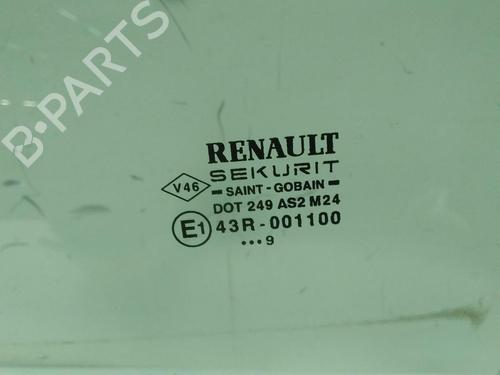 B-PARTS
RENAULT
SEKURIT
V46 SAINT - GOBAIN
DOT 249 AS2 M24
E1 43R - 001100
•••9